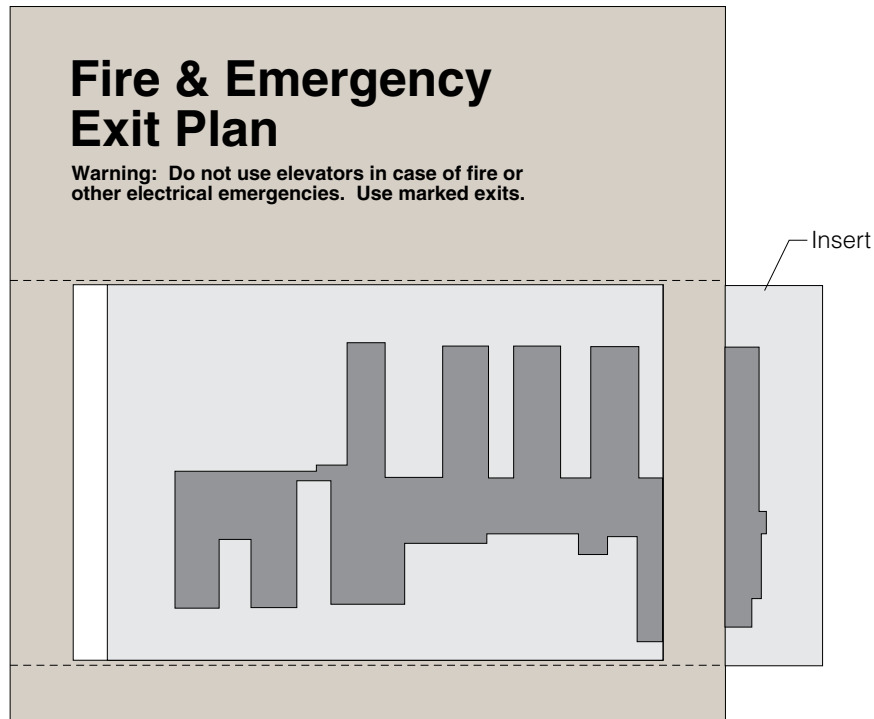 Fire & Emergency
Exit Plan
Warning:  Do not use elevators in case of fire or
other electrical emergencies.  Use marked exits.
Insert